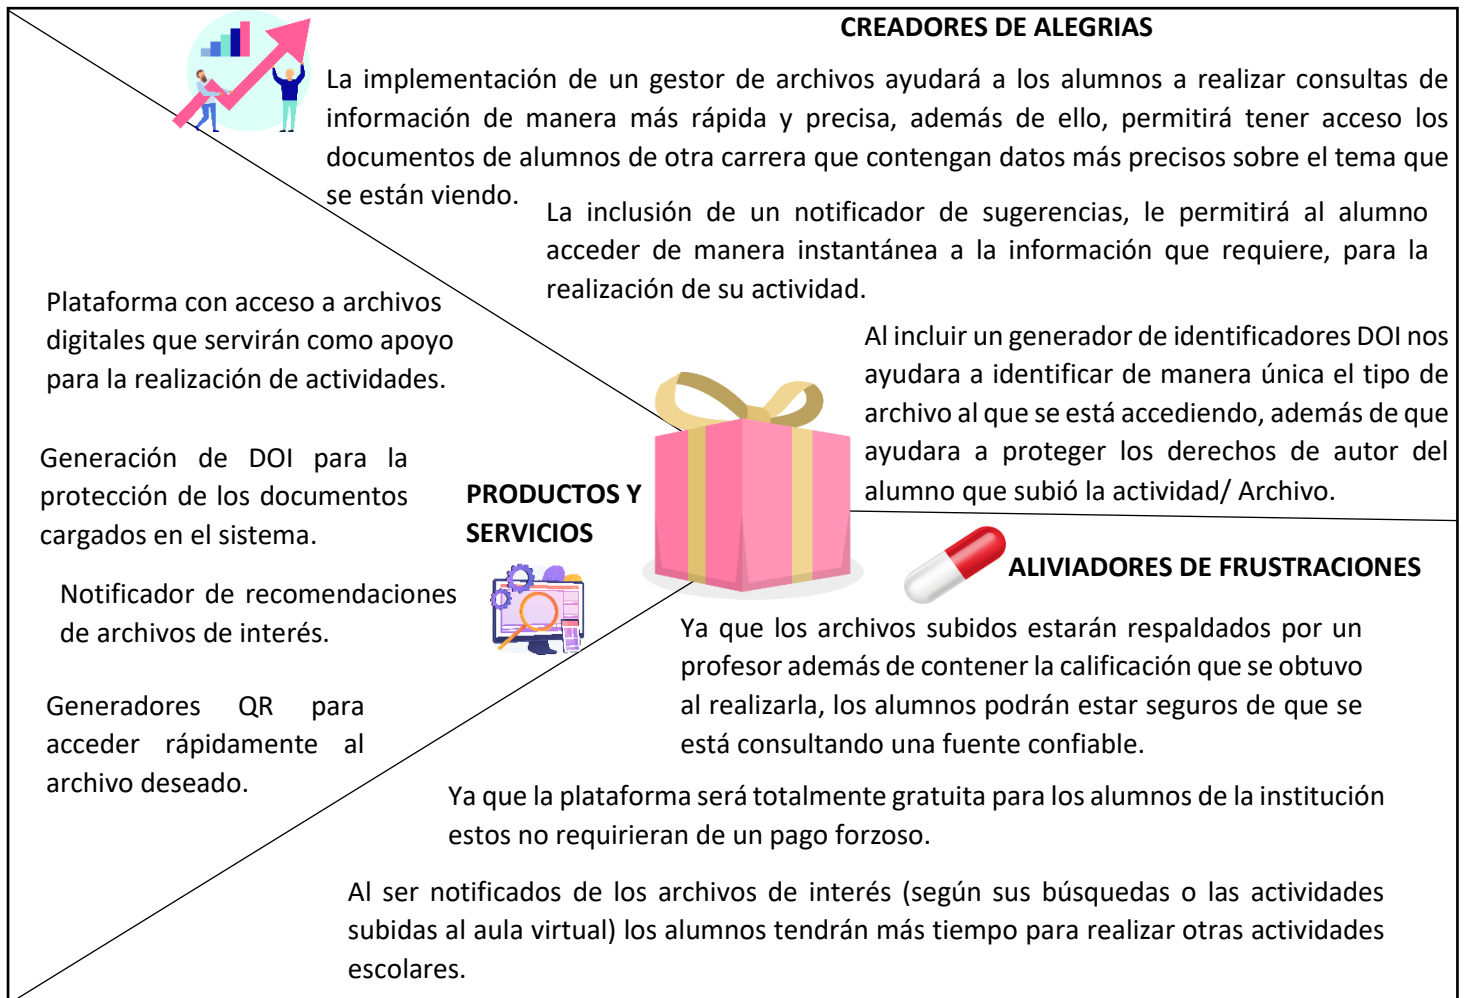 CREADORES DE ALEGRIAS
La implementación de un gestor de archivos ayudará a los alumnos a realizar consultas de
información de manera más rápida y precisa, además de ello, permitirá tener acceso los
documentos de alumnos de otra carrera que contengan datos más precisos sobre el tema que
se están viendo.
La inclusión de un notificador de sugerencias, le permitirá al alumno
acceder de manera instantánea a la información que requiere, para la
realización de su actividad.
Al incluir un generador de identificadores DOI nos
ayudara a identificar de manera única el tipo de
archivo al que se está accediendo, además de que
ayudara a proteger los derechos de autor del
alumno que subió la actividad/ Archivo.
Plataforma con acceso a archivos
digitales que servirán como apoyo
para la realización de actividades.
Generación de DOI para la
protección de los documentos
cargados en el sistema.
Notificador de recomendaciones
de archivos de interés.
Generadores QR para
acceder rápidamente al
archivo deseado.
PRODUCTOS Y
SERVICIOS
ALIVIADORES DE FRUSTRACIONES
Ya que los archivos subidos estarán respaldados por un
profesor además de contener la calificación que se obtuvo
al realizarla, los alumnos podrán estar seguros de que se
está consultando una fuente confiable.
Ya que la plataforma será totalmente gratuita para los alumnos de la institución
estos no requirieran de un pago forzoso.
Al ser notificados de los archivos de interés (según sus búsquedas o las actividades
subidas al aula virtual) los alumnos tendrán más tiempo para realizar otras actividades
escolares.